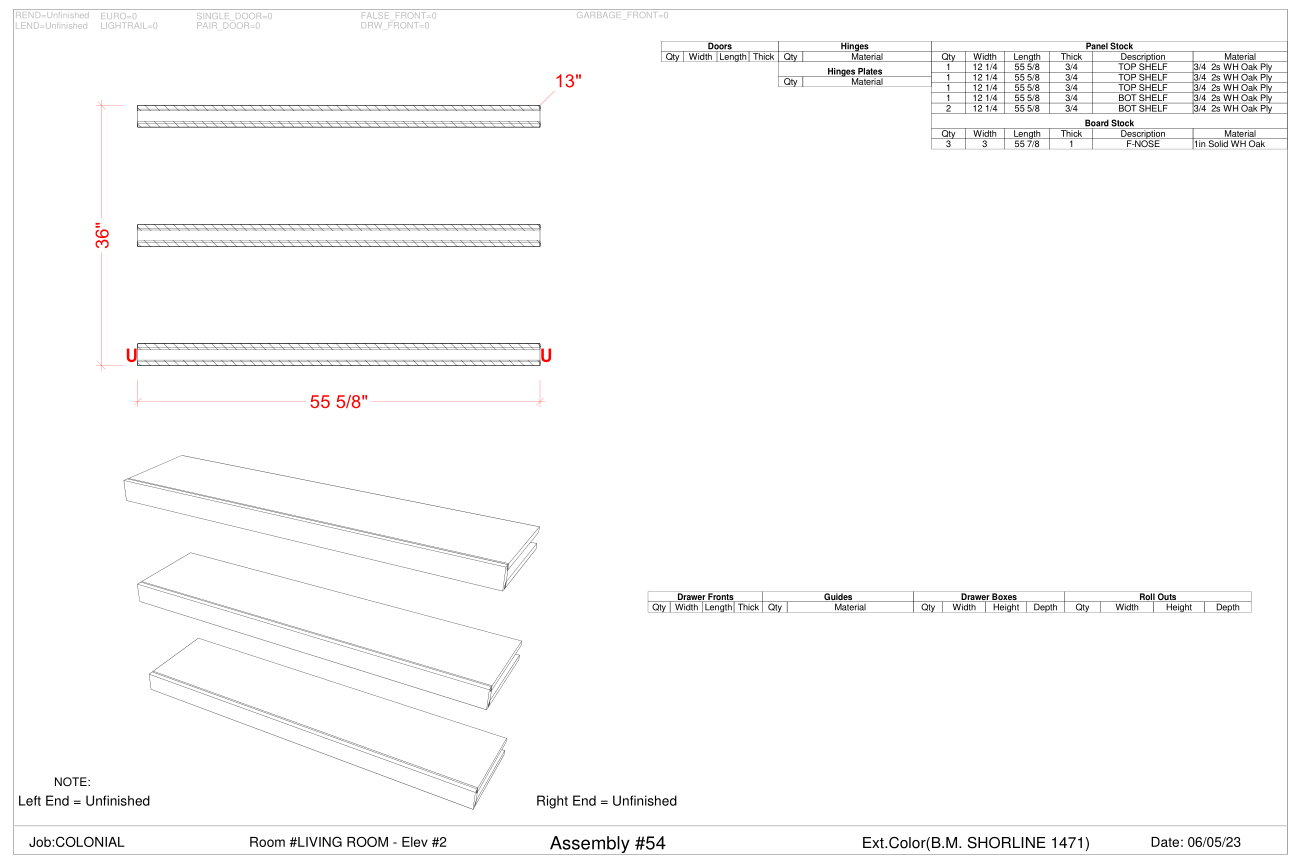 REND=Unfinished EURO=0 SINGLE_DOOR=0 FALSE_FRONT=0 GARBAGE_FRONT=0
LEND=Unfinished LIGHTRAIL=0 PAIR_DOOR=0 DRW_FRONT=0
Doors Hinges Panel Stock
Qty Width Length Thick Qty Material Qty Width Length Thick Description Material
1 12 1/4 55 5/8 3/4 TOP SHELF 3/4 2s WH Oak Ply
Hinges Plates
1 12 1/4 55 5/8 3/4 TOP SHELF 3/4 2s WH Oak Ply
Qty Material
1 12 1/4 55 5/8 3/4 TOP SHELF 3/4 2s WH Oak Ply
1 12 1/4 55 5/8 3/4 BOT SHELF 3/4 2s WH Oak Ply
2 12 1/4 55 5/8 3/4 BOT SHELF 3/4 2s WH Oak Ply
Board Stock
Qty Width Length Thick Description Material
3 3 55 7/8 1 F-NOSE 1in Solid WH Oak
13"
36"
U U
55 5/8"
Drawer Fronts Guides Drawer Boxes Roll Outs
Qty Width Length Thick Qty Material Qty Width Height Depth Qty Width Height Depth
NOTE:
Left End = Unfinished Right End = Unfinished
Job:COLONIAL Room #LIVING ROOM - Elev #2 Assembly #54 Ext.Color(B.M. SHORLINE 1471) Date: 06/05/23